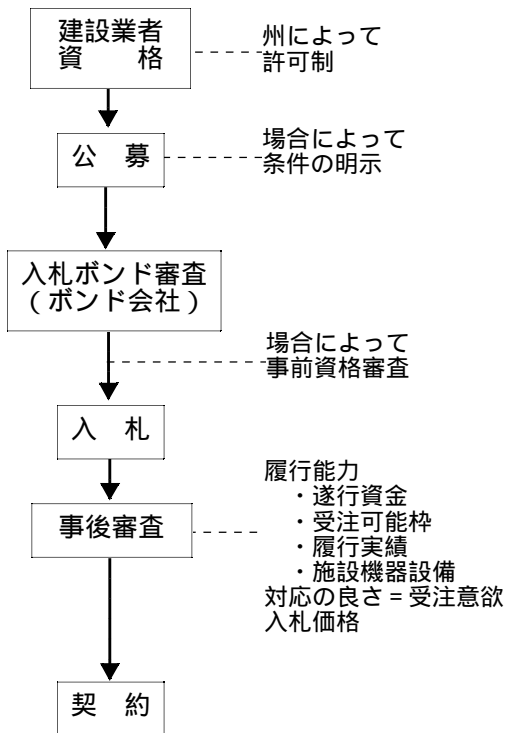 建設業者
資　　格
州によって
許可制
公　募
場合によって
条件の明示
入札ボンド審査
（ボンド会社）
場合によって
事前資格審査
入　札
事後審査
履行能力
・遂行資金
・受注可能枠
・履行実績
・施設機器設備
対応の良さ＝受注意欲
入札価格
契　約